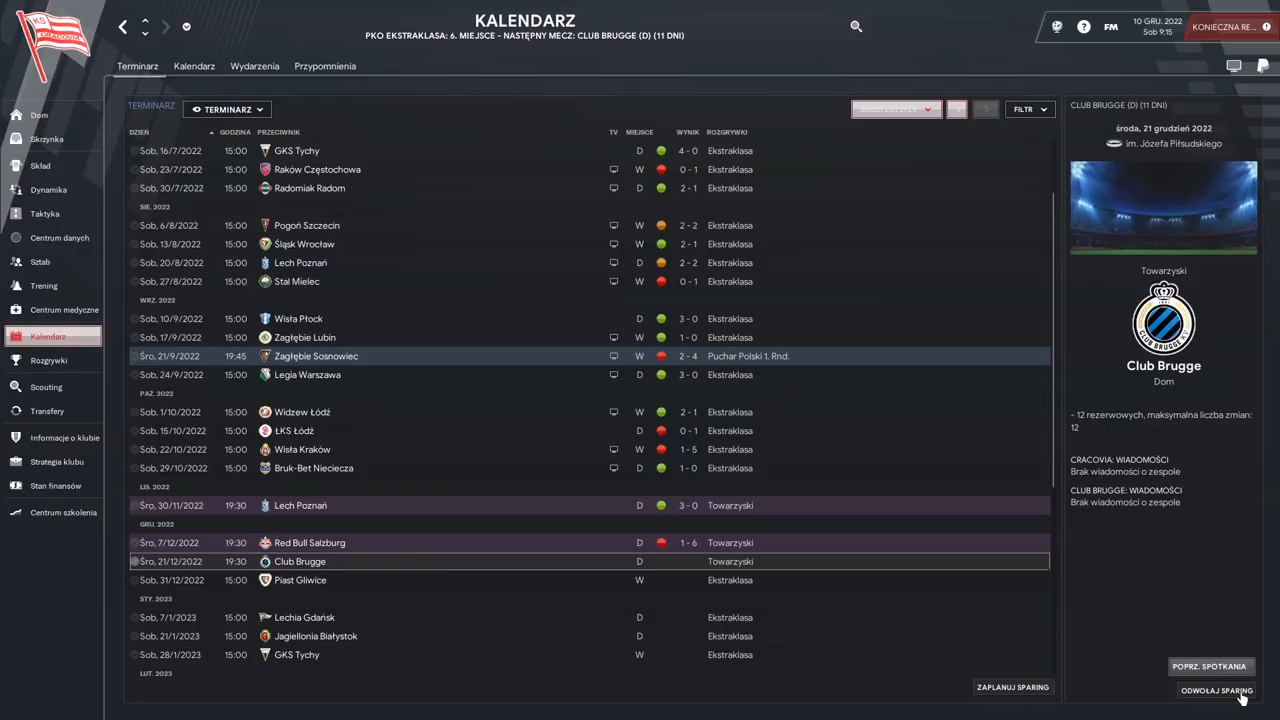 KALENDARZ
PKO EKSTRAKLASA: 6. MIEJSCE - NASTĘPNY MECZ: CLUB BRUGGE (D) (11 DNI)
FM
10 GRU. 2022
Sob 9:15
KONIECZNA RE...
KS
CRACOVIA
Terminarz Kalendarz Wydarzenia Przypomnienia
Dom
Skrzynka
Skład
Dynamika
Taktyka
Centrum danych
Sztab
Trening
Centrum medyczne
Kalendarz
Rozgrywki
Scouting
Transfery
Informacje o klubie
Strategia klubu
Stan finansów
Centrum szkolenia
TERMINARZ TERMINARZ FILTR
DZIEŃ GODZINA PRZECIWNIK TV MIEJSCE WYNIK ROZGRYWKI
Sob, 16/7/2022 15:00 GKS Tychy D 4 - 0 Ekstraklasa
Sob, 23/7/2022 15:00 Raków Częstochowa W 0 - 1 Ekstraklasa
Sob, 30/7/2022 15:00 Radomiak Radom D 2 - 1 Ekstraklasa
SIE. 2022
Sob, 6/8/2022 15:00 Pogoń Szczecin W 2 - 2 Ekstraklasa
Sob, 13/8/2022 15:00 Śląsk Wrocław W 2 - 1 Ekstraklasa
Sob, 20/8/2022 15:00 Lech Poznań D 2 - 2 Ekstraklasa
Sob, 27/8/2022 15:00 Stal Mielec W 0 - 1 Ekstraklasa
WRZ. 2022
Sob, 10/9/2022 15:00 Wisła Płock D 3 - 0 Ekstraklasa
Sob, 17/9/2022 15:00 Zagłębie Lubin W 1 - 0 Ekstraklasa
Śro, 21/9/2022 19:45 Zagłębie Sosnowiec W 2 - 4 Puchar Polski 1. Rnd.
Sob, 24/9/2022 15:00 Legia Warszawa D 3 - 0 Ekstraklasa
PAŹ. 2022
Sob, 1/10/2022 15:00 Widzew Łódź W 2 - 1 Ekstraklasa
Sob, 15/10/2022 15:00 ŁKS Łódź D 0 - 1 Ekstraklasa
Sob, 22/10/2022 15:00 Wisła Kraków W 1 - 5 Ekstraklasa
Sob, 29/10/2022 15:00 Bruk-Bet Nieciecza D 1 - 0 Ekstraklasa
LIS. 2022
Śro, 30/11/2022 19:30 Lech Poznań D 3 - 0 Towarzyski
GRU. 2022
Śro, 7/12/2022 19:30 Red Bull Salzburg D 1 - 6 Towarzyski
Śro, 21/12/2022 19:30 Club Brugge D Towarzyski
Sob, 31/12/2022 15:00 Piast Gliwice W Ekstraklasa
STY. 2023
Sob, 7/1/2023 15:00 Lechia Gdańsk D Ekstraklasa
Sob, 21/1/2023 15:00 Jagiellonia Białystok D Ekstraklasa
Sob, 28/1/2023 15:00 GKS Tychy W Ekstraklasa
LUT. 2023
ZAPLANUJ SPARING
CLUB BRUGGE (D) (11 DNI)
środa, 21 grudzień 2022
im. Józefa Piłsudskiego
Towarzyski
Club Brugge
Dom
- 12 rezerwowych, maksymalna liczba zmian:
12
CRACOVIA: WIADOMOŚCI
Brak wiadomości o zespole
CLUB BRUGGE: WIADOMOŚCI
Brak wiadomości o zespole
POPRZ. SPOTKANIA
ODWOŁAJ SPARING